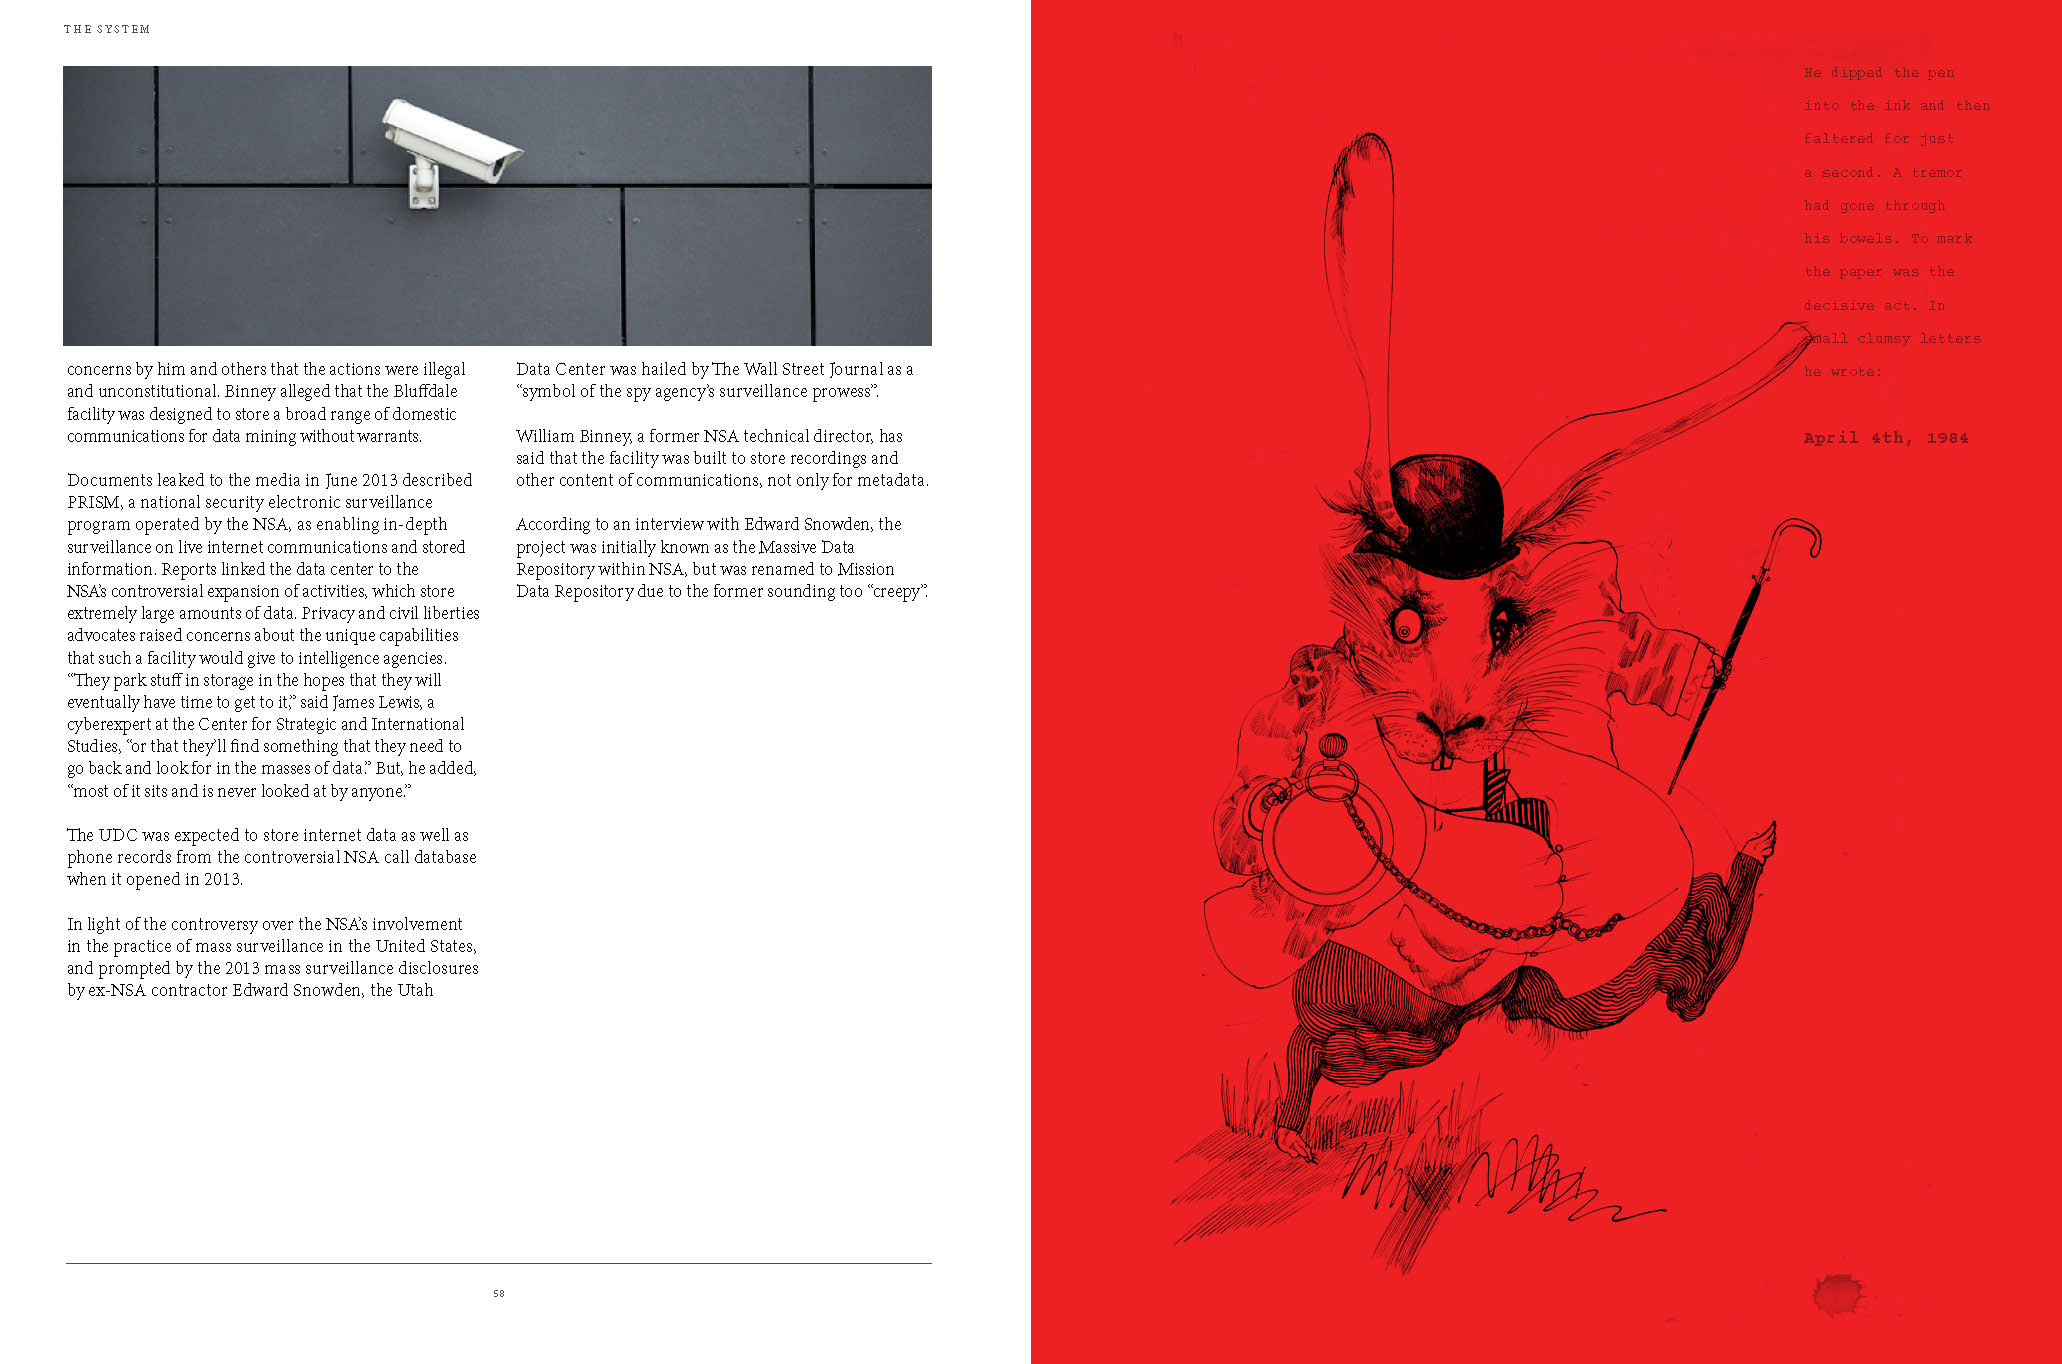 THE SYSTEM
concerns by him and others that the actions were illegal
and unconstitutional. Binney alleged that the Bluffdale
facility was designed to store a broad range of domestic
communications for data mining without warrants.
Documents leaked to the media in June 2013 described
PRISM, a national security electronic surveillance
program operated by the NSA, as enabling in-depth
surveillance on live internet communications and stored
information. Reports linked the data center to the
NSA’s controversial expansion of activities, which store
extremely large amounts of data. Privacy and civil liberties
advocates raised concerns about the unique capabilities
that such a facility would give to intelligence agencies.
“They park stuff in storage in the hopes that they will
eventually have time to get to it,” said James Lewis, a
cyberexpert at the Center for Strategic and International
Studies, “or that they’ll find something that they need to
go back and look for in the masses of data.” But, he added,
“most of it sits and is never looked at by anyone.”
The UDC was expected to store internet data as well as
phone records from the controversial NSA call database
when it opened in 2013.
In light of the controversy over the NSA’s involvement
in the practice of mass surveillance in the United States,
and prompted by the 2013 mass surveillance disclosures
by ex-NSA contractor Edward Snowden, the Utah
Data Center was hailed by The Wall Street Journal as a
“symbol of the spy agency’s surveillance prowess”.
William Binney, a former NSA technical director, has
said that the facility was built to store recordings and
other content of communications, not only for metadata.
According to an interview with Edward Snowden, the
project was initially known as the Massive Data
Repository within NSA, but was renamed to Mission
Data Repository due to the former sounding too “creepy”.
58
He dipped the pen
into the ink and then
faltered for just
a second. A tremor
had gone through
his bowels. To mark
the paper was the
decisive act. In
small clumsy letters
he wrote:
April 4th, 1984